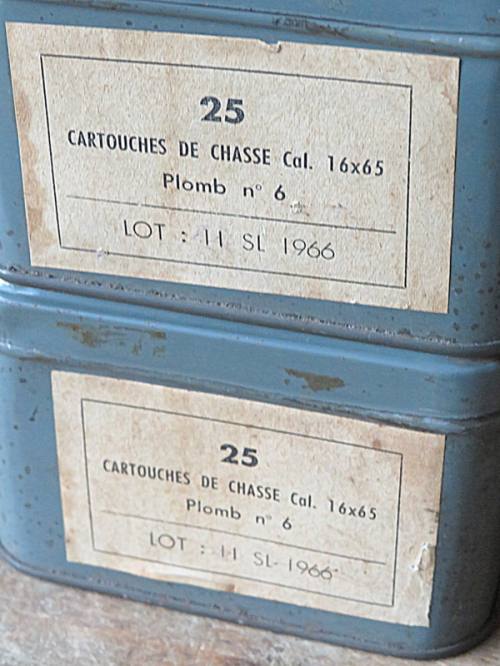 25
CARTOUCHES DE CHASSE Cal. 16x65
Plomb n° 6
LOT : 11 SL 1966
25
CARTOUCHES DE CHASSE Cal. 16x65
Plomb n° 6
LOT : 11 SL 1966